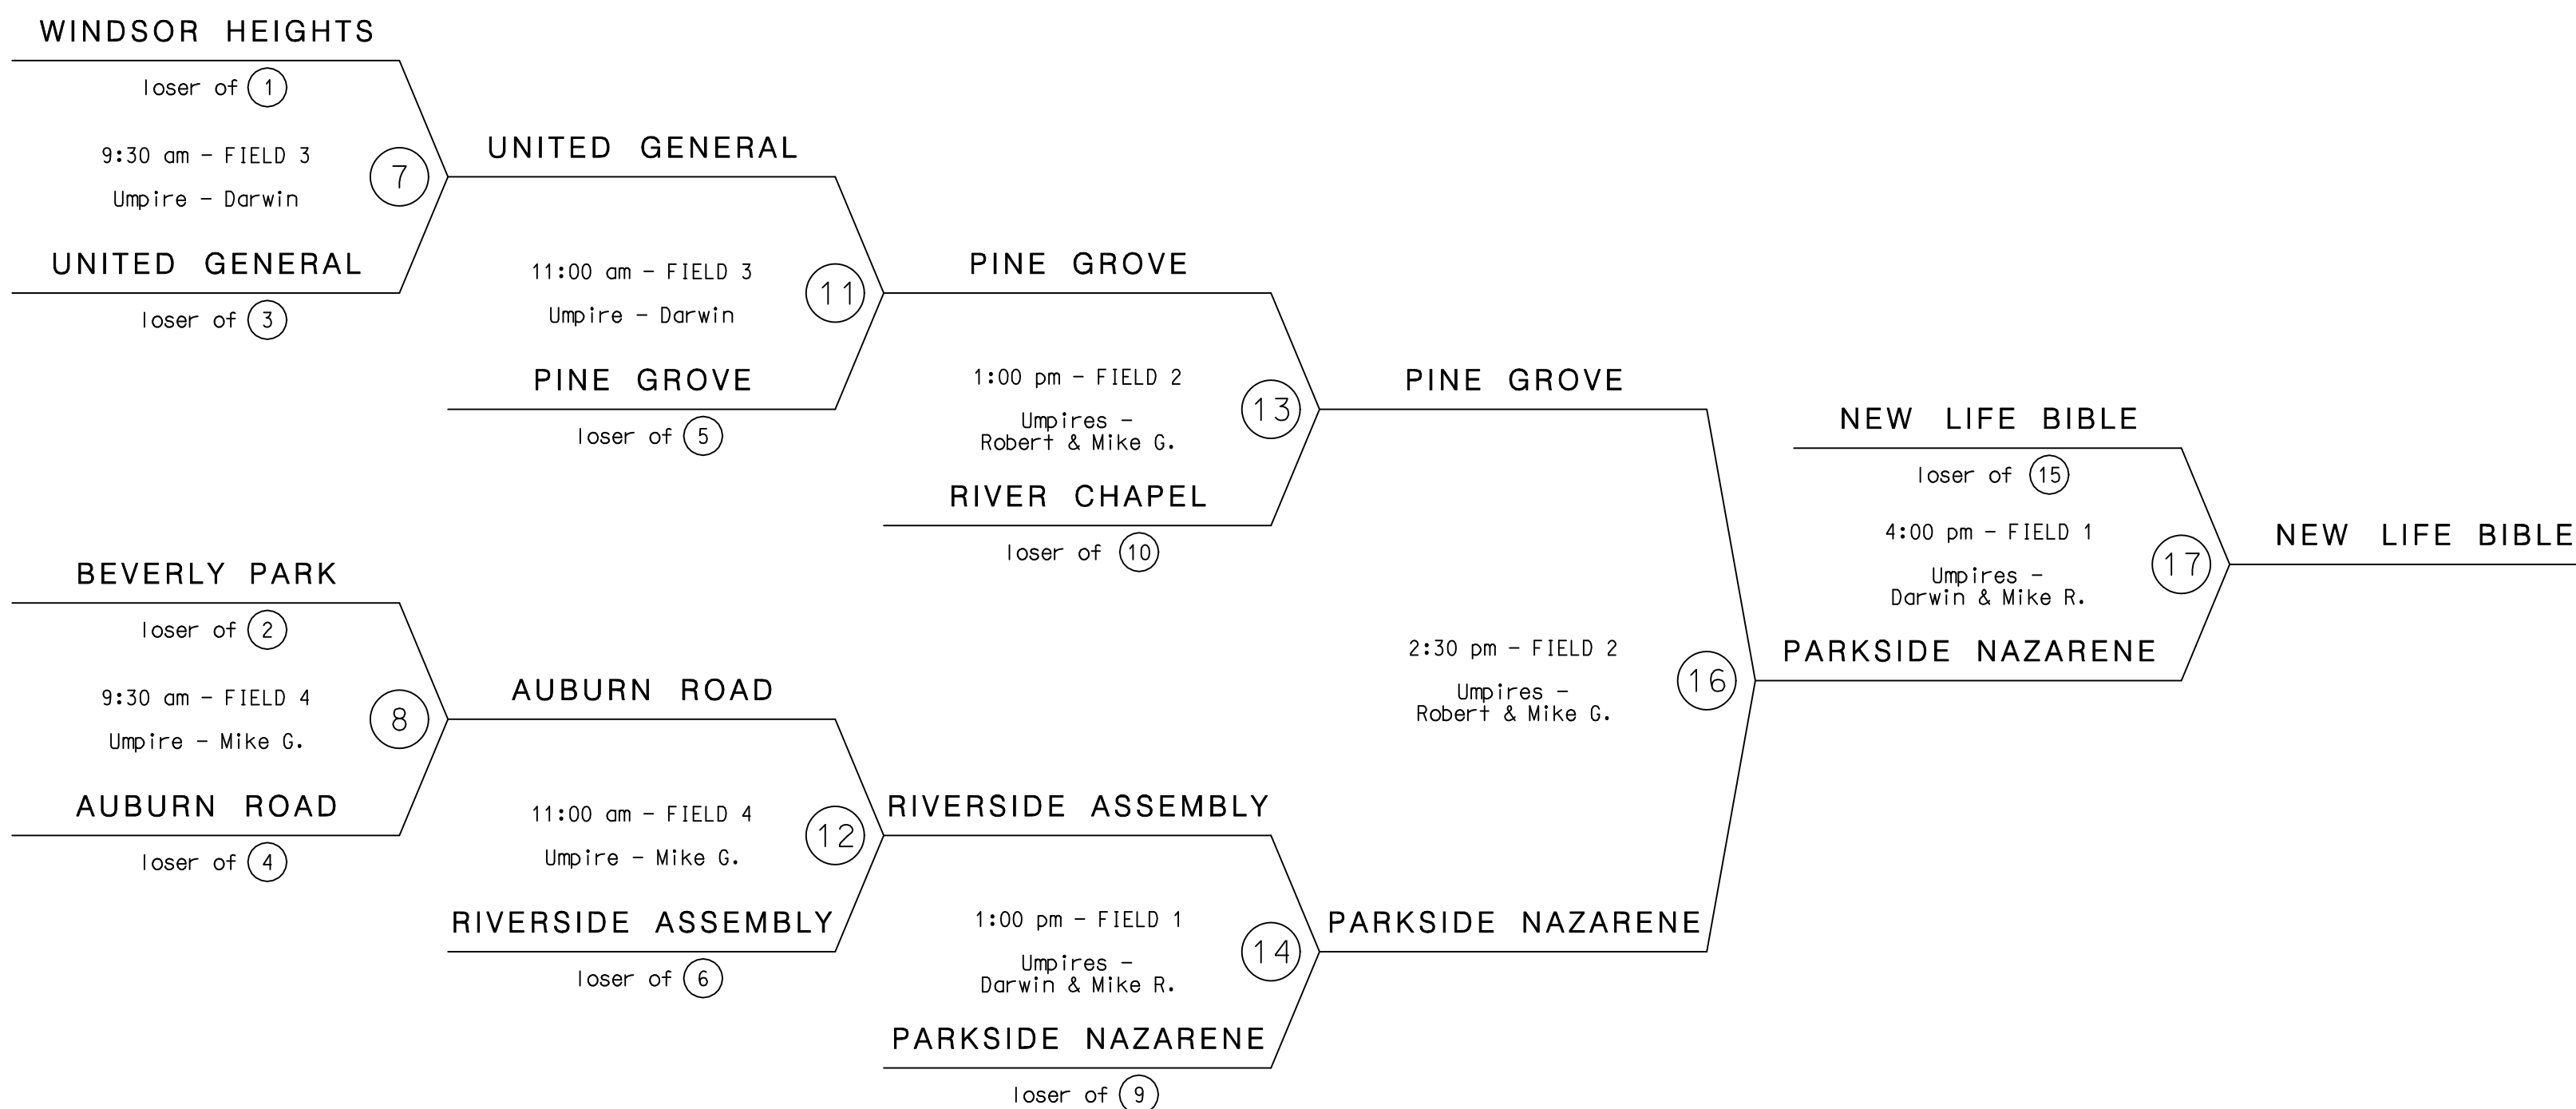 WINDSOR HEIGHTS
loser of 1
9:30 am - FIELD 3
7
Umpire - Darwin
UNITED GENERAL
loser of 3
UNITED GENERAL
11:00 am - FIELD 3
11
Umpire - Darwin
PINE GROVE
loser of 5
PINE GROVE
1:00 pm - FIELD 2
13
Umpires -
Robert & Mike G.
RIVER CHAPEL
loser of 10
PINE GROVE
BEVERLY PARK
loser of 2
9:30 am - FIELD 4
8
Umpire - Mike G.
AUBURN ROAD
loser of 4
AUBURN ROAD
11:00 am - FIELD 4
12
Umpire - Mike G.
RIVERSIDE ASSEMBLY
loser of 6
RIVERSIDE ASSEMBLY
1:00 pm - FIELD 1
14
Umpires -
Darwin & Mike R.
PARKSIDE NAZARENE
loser of 9
PARKSIDE NAZARENE
2:30 pm - FIELD 2
16
Umpires -
Robert & Mike G.
NEW LIFE BIBLE
loser of 15
4:00 pm - FIELD 1
17
Umpires -
Darwin & Mike R.
PARKSIDE NAZARENE
NEW LIFE BIBLE